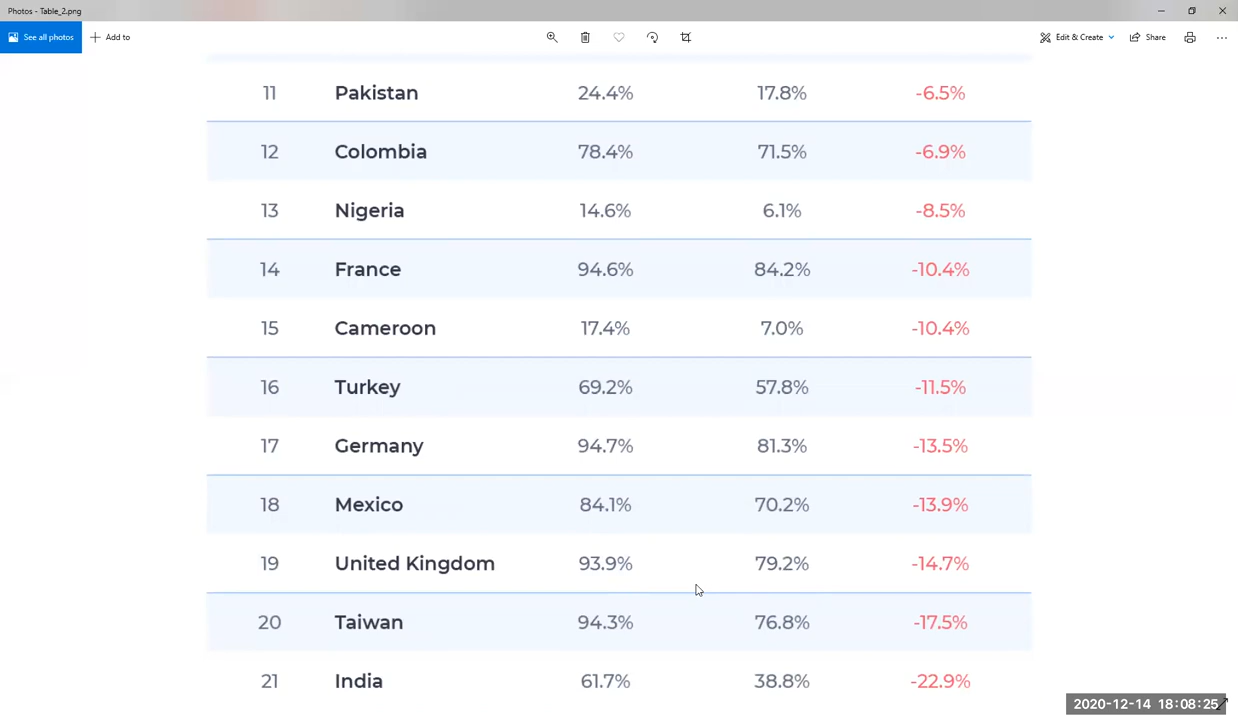 Photos - Table_2.png
See all photos + Add to Edit & Create Share
11 Pakistan 24.4% 17.8% -6.5%
12 Colombia 78.4% 71.5% -6.9%
13 Nigeria 14.6% 6.1% -8.5%
14 France 94.6% 84.2% -10.4%
15 Cameroon 17.4% 7.0% -10.4%
16 Turkey 69.2% 57.8% -11.5%
17 Germany 94.7% 81.3% -13.5%
18 Mexico 84.1% 70.2% -13.9%
19 United Kingdom 93.9% 79.2% -14.7%
20 Taiwan 94.3% 76.8% -17.5%
21 India 61.7% 38.8% -22.9%
2020-12-14 18:08:25